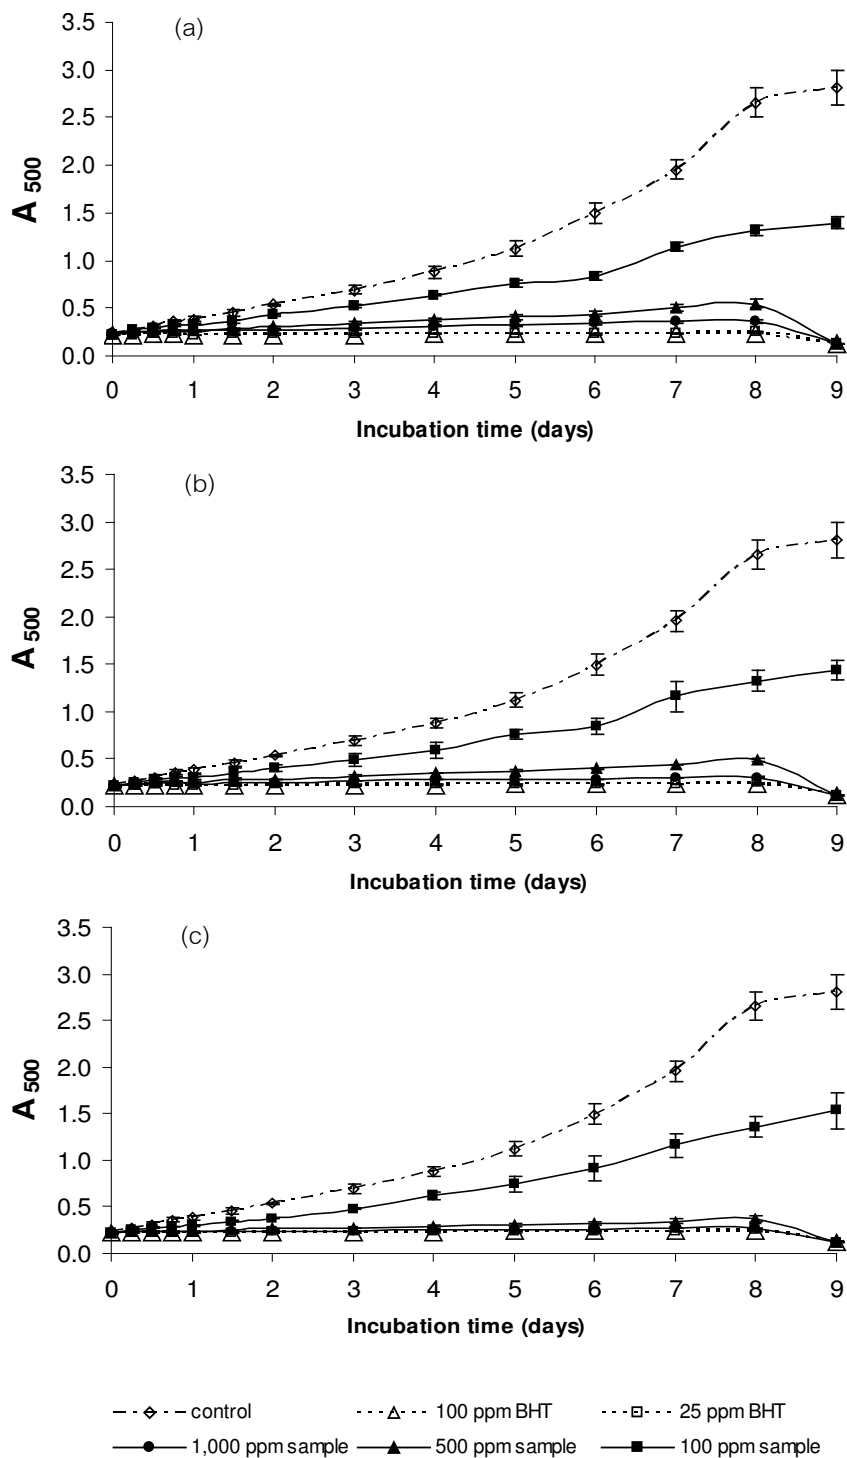 (a)
3.5
3.0
2.5
2.0
1.5
1.0
0.5
0.0
A 500
0 1 2 3 4 5 6 7 8 9
Incubation time (days)
(b)
3.5
3.0
2.5
2.0
1.5
1.0
0.5
0.0
A 500
0 1 2 3 4 5 6 7 8 9
Incubation time (days)
(c)
3.5
3.0
2.5
2.0
1.5
1.0
0.5
0.0
A 500
0 1 2 3 4 5 6 7 8 9
Incubation time (days)
control 100 ppm BHT 25 ppm BHT
1,000 ppm sample 500 ppm sample 100 ppm sample